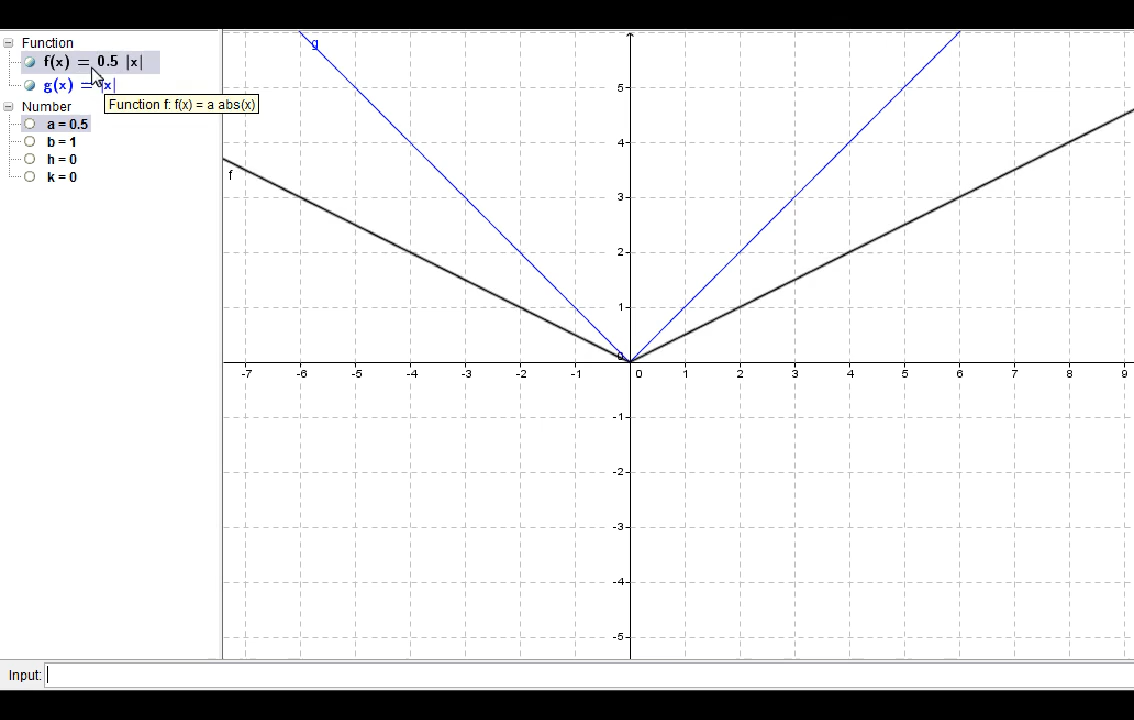 Function
f(x) = 0.5 |x|
g(x) = |x|
Function f: f(x) = a abs(x)
Number
a = 0.5
b = 1
h = 0
k = 0
g
f
5
4
3
2
1
-7 -6 -5 -4 -3 -2 -1 0 1 2 3 4 5 6 7 8 9
-1
-2
-3
-4
-5
Input: